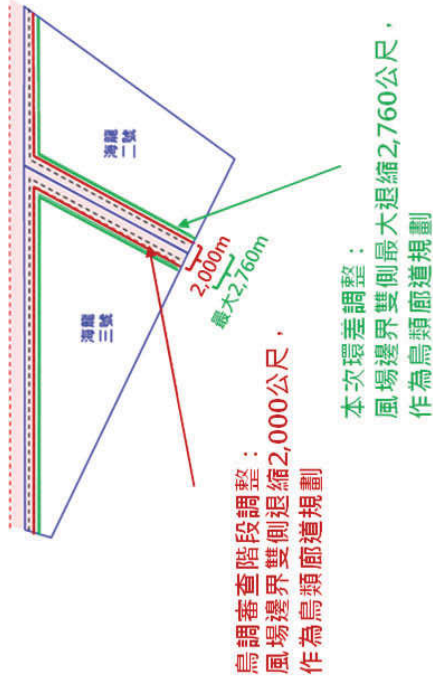 海龍
三號
海龍
二號
2,000m
最大2,760m
鳥調審查階段調整：
風場邊界雙側退縮2,000公尺，
作為鳥類廊道規劃
本次環差調整：
風場邊界雙側最大退縮2,760公尺，
作為鳥類廊道規劃